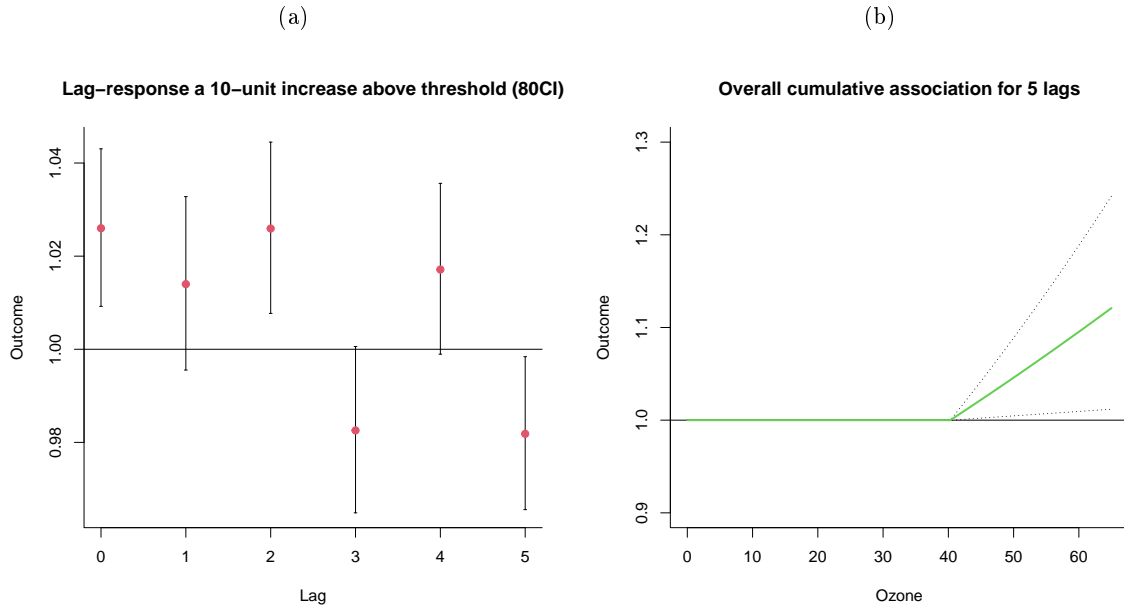 (a)
Lag−response a 10−unit increase above threshold (80CI)
Outcome
1.04
1.02
1.00
0.98
0
1
2
3
4
5
Lag
(b)
Overall cumulative association for 5 lags
Outcome
1.3
1.2
1.1
1.0
0.9
0
10
20
30
40
50
60
Ozone